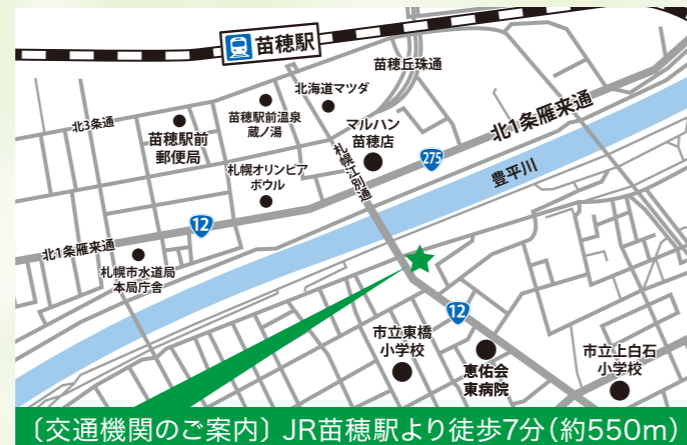 苗穂駅
苗穂丘珠通
北海道マツダ
北3条通
苗穂駅前
郵便局
苗穂駅前温泉
蔵ノ湯
マルハン
苗穂店
北1条雁来通
275
札幌江別通
豊平川
札幌オリンピア
ボウル
12
北1条雁来通
札幌市水道局
本局庁舎
12
市立東橋
小学校
恵佑会
東病院
市立上白石
小学校
〔交通機関のご案内〕JR苗穂駅より徒歩7分(約550m)